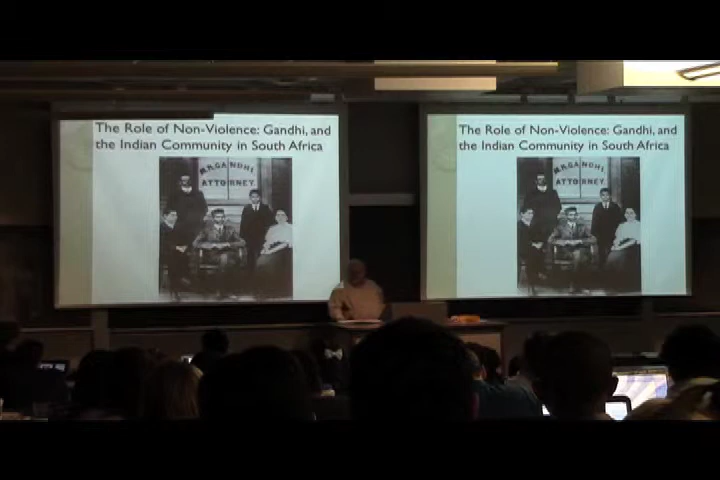 The Role of Non-Violence: Gandhi, and
the Indian Community in South Africa
M.K.GANDHI
ATTORNEY.
The Role of Non-Violence: Gandhi, and
the Indian Community in South Africa
M.K.GANDHI
ATTORNEY.